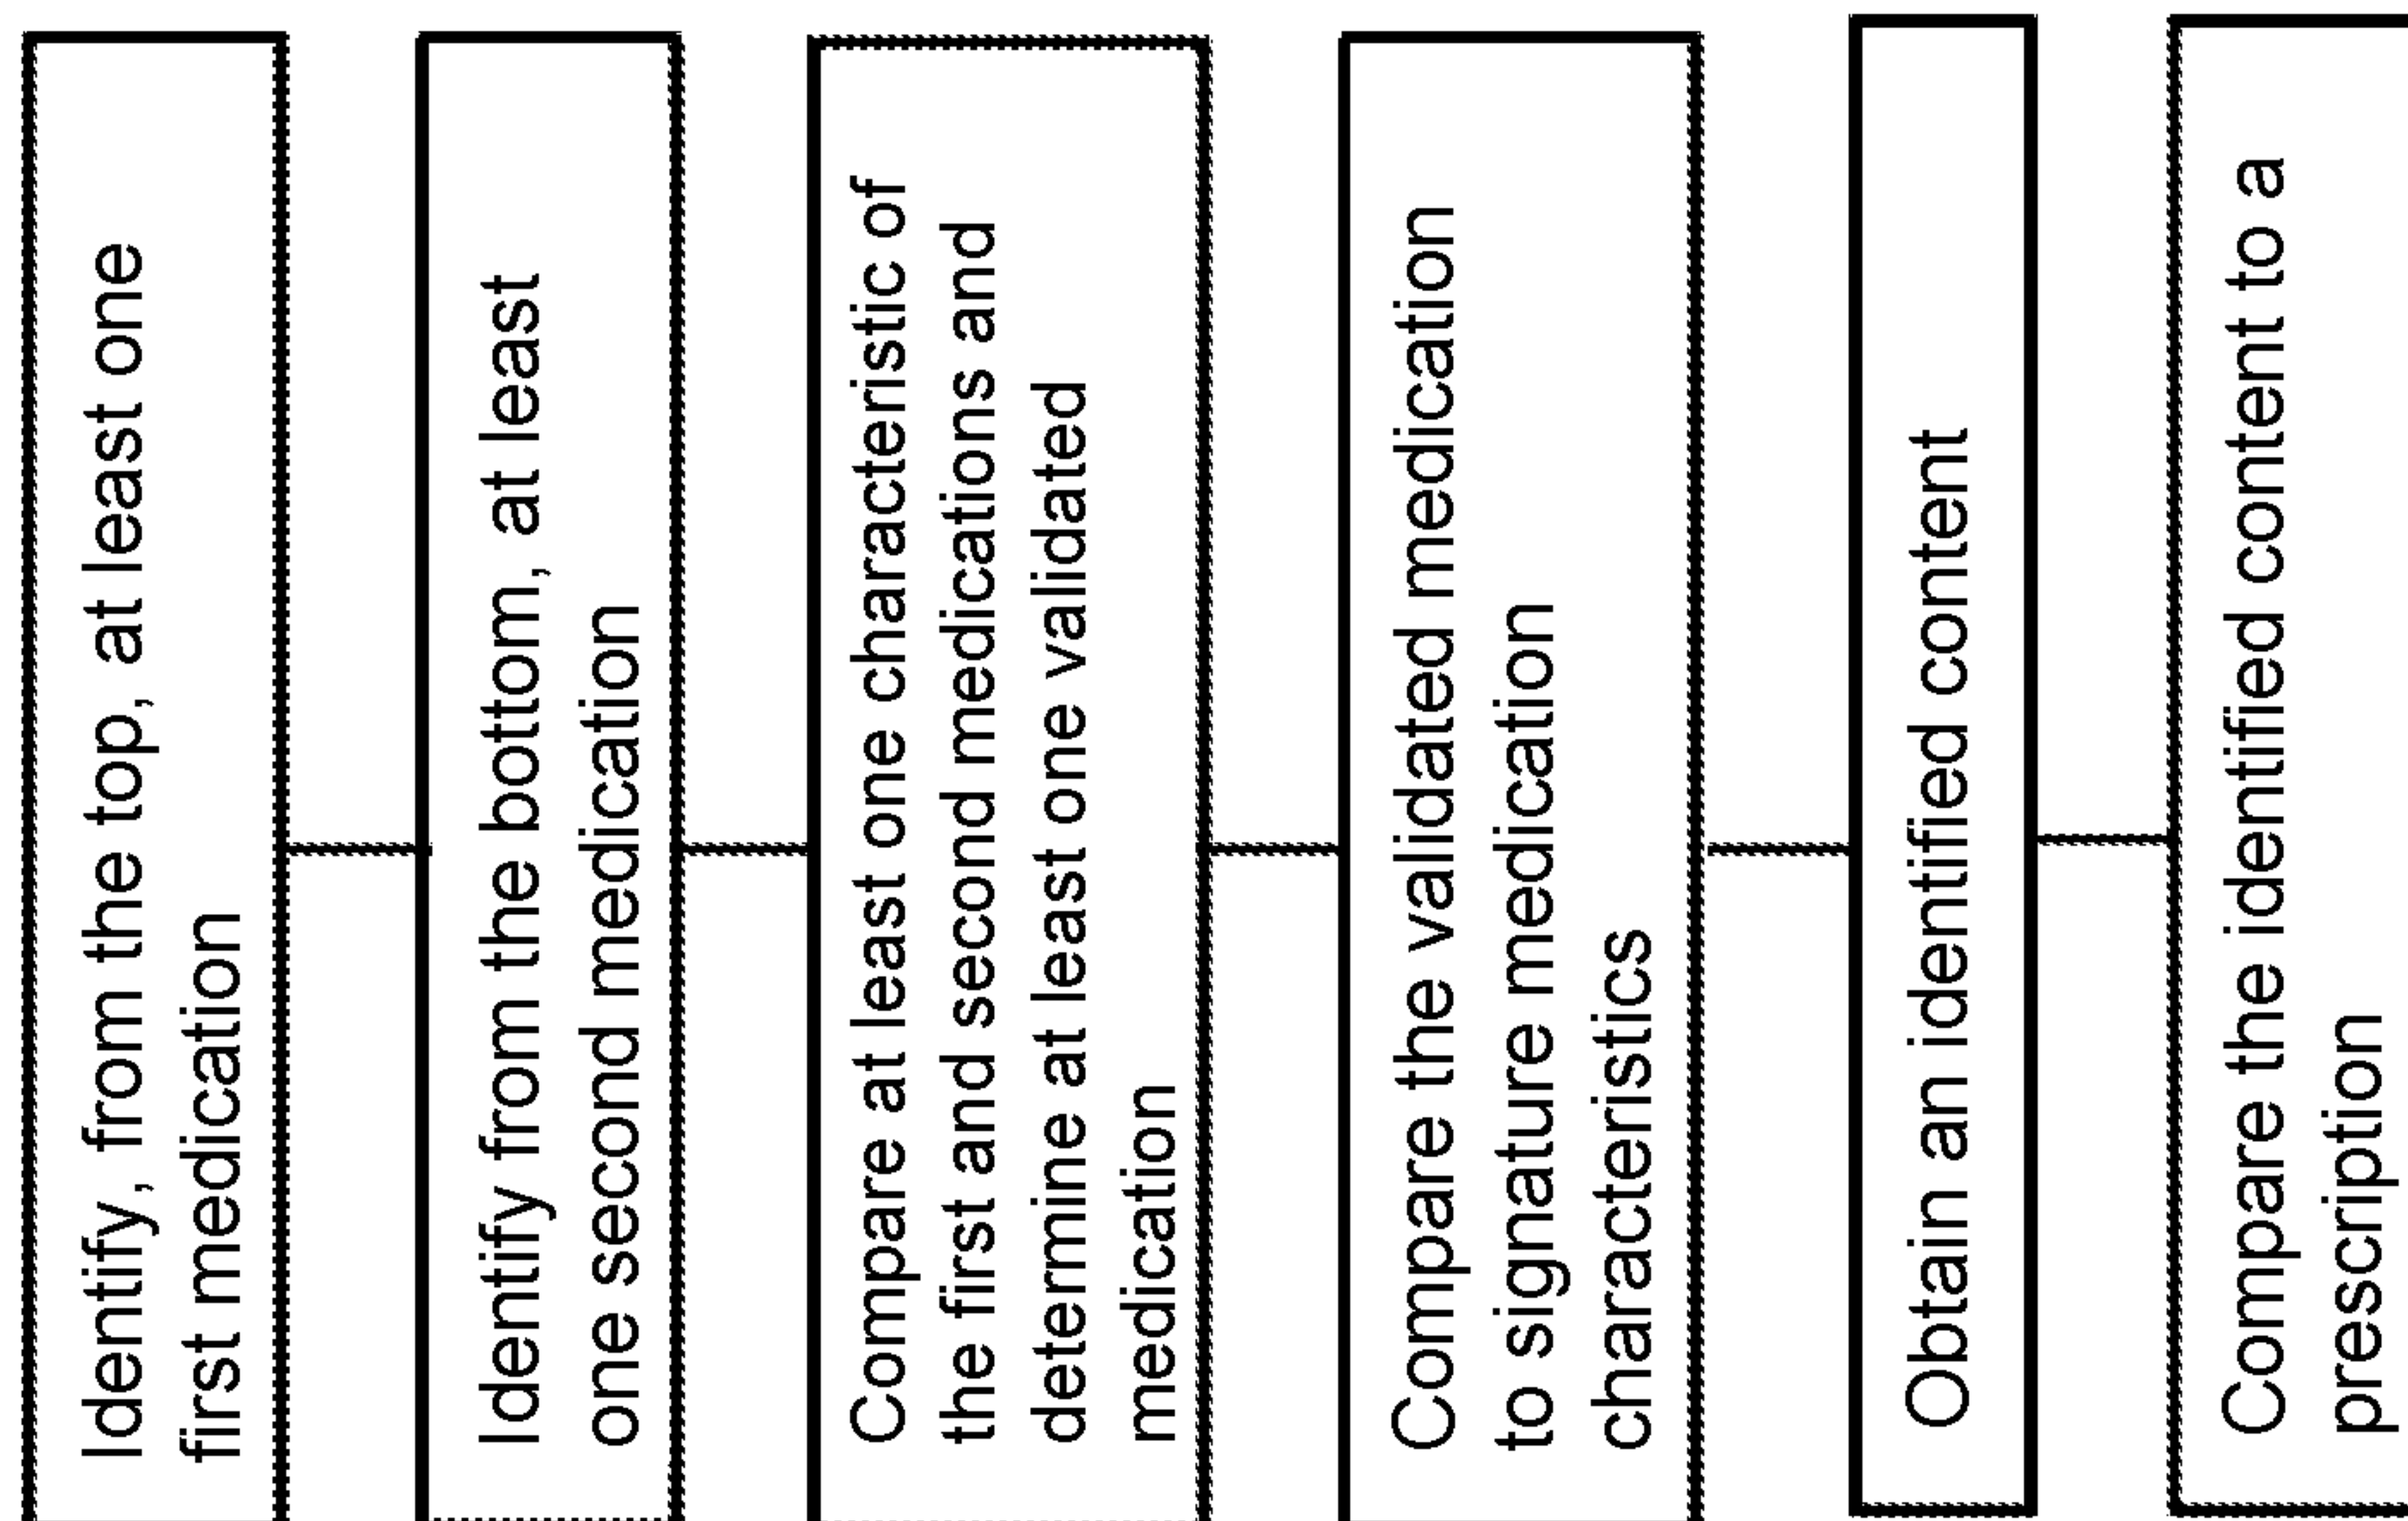 Identify, from the top, at least one
first medication
Identify from the bottom, at least
one second medication
Compare at least one characteristic of
the first and second medications and
determine at least one validated
medication
Compare the validated medication
to signature medication
characteristics
Obtain an identified content
Compare the identified content to a
prescription